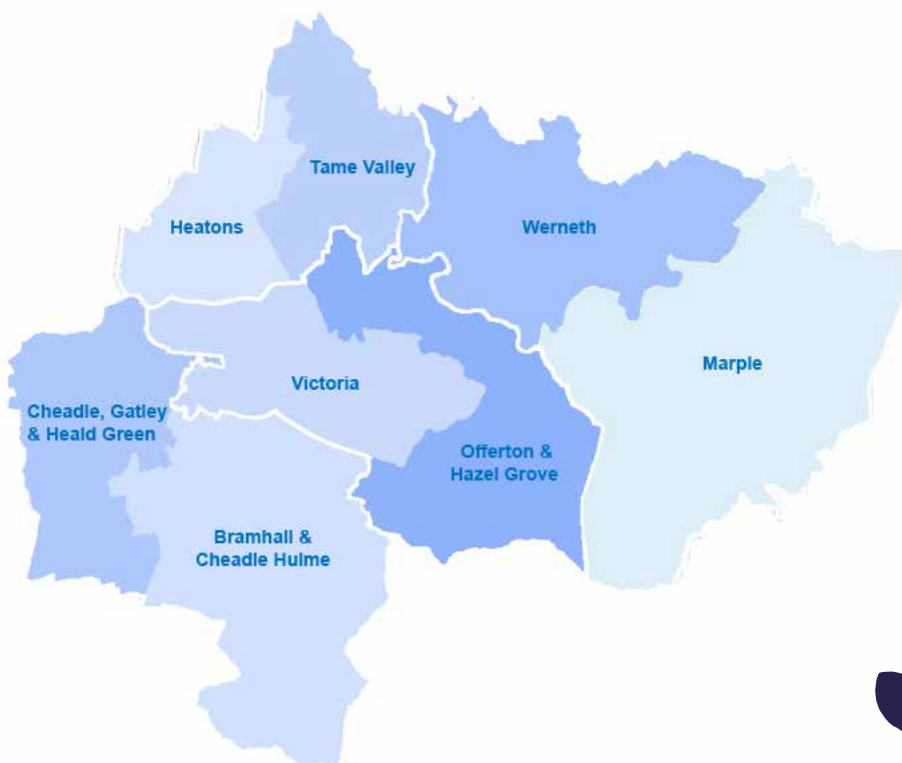 Tame Valley
Heatons
Werneth
Marple
Victoria
Cheadle, Gatley
& Heald Green
Offerton &
Hazel Grove
Bramhall &
Cheadle Hulme